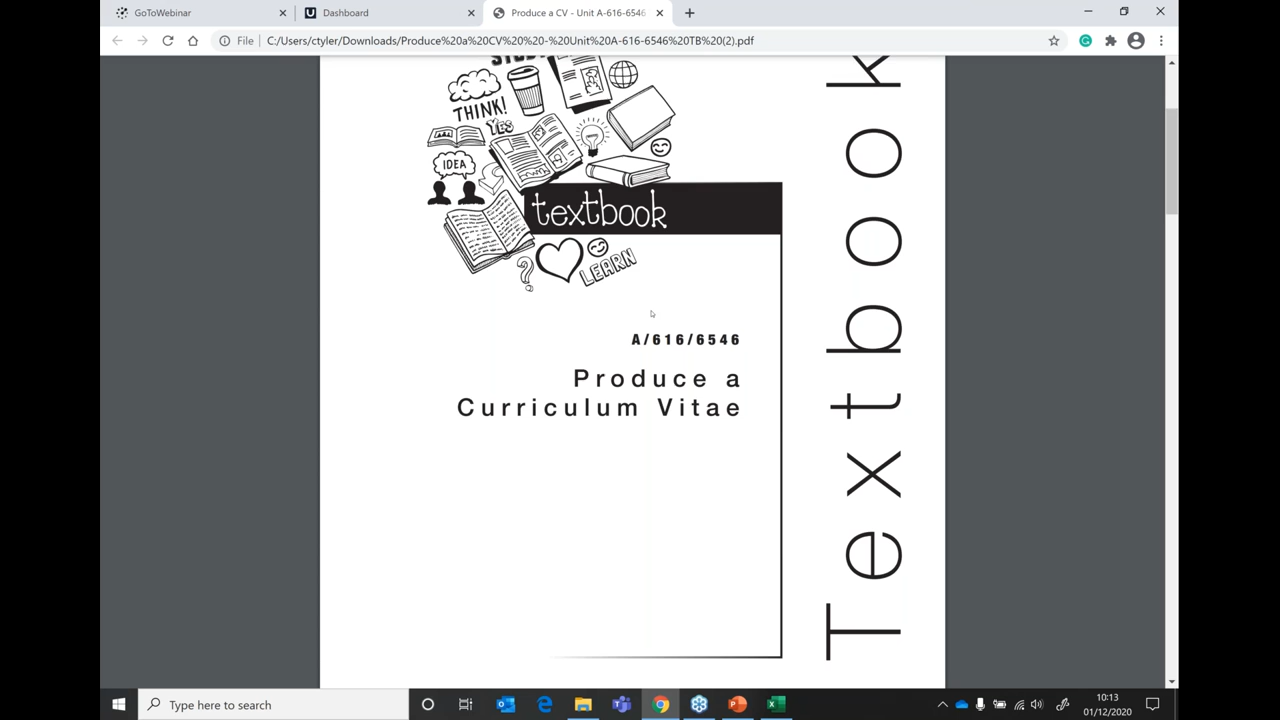 GoToWebinar
Dashboard
Produce a CV - Unit A-616-6546
File
C:/Users/ctyler/Downloads/Produce%20a%20CV%20%20-%20Unit%20A-616-6546%20TB%20(2).pdf
THINK!
YES
IDEA
textbook
LEARN
?
A/616/6546
Produce a
Curriculum Vitae
Textbook
Type here to search
10:13
01/12/2020